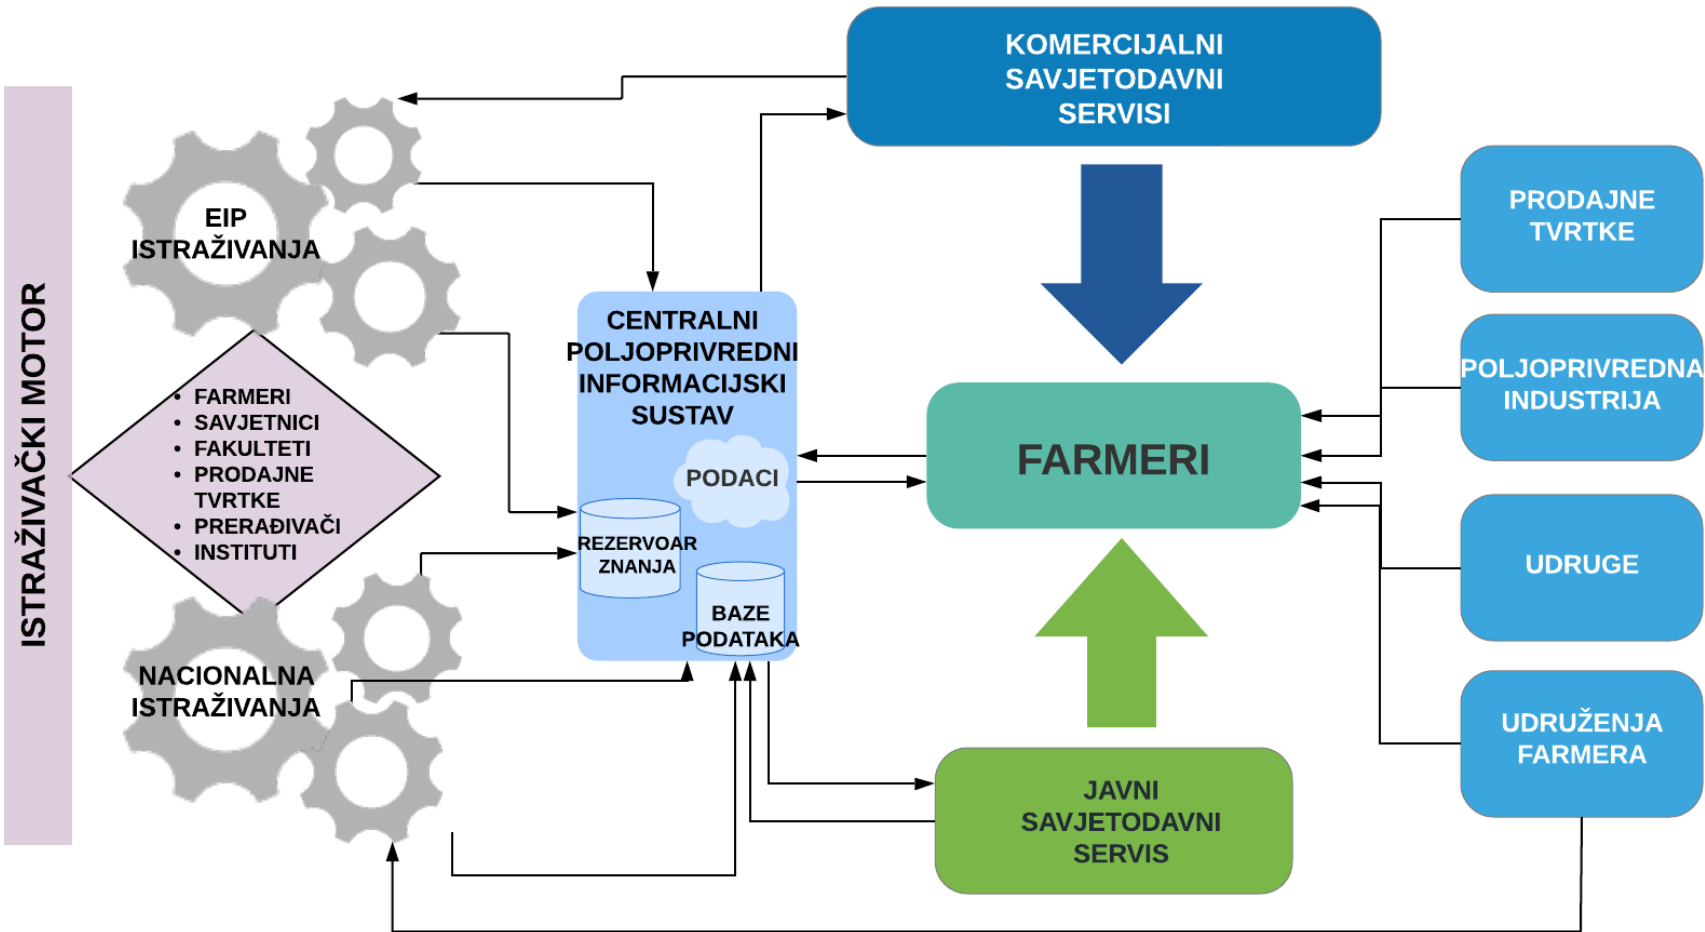 KOMERCIJALNI
SAVJETODAVNI
SERVISI
ISTRAŽIVAČKI MOTOR
EIP
ISTRAŽIVANJA
• FARMERI
• SAVJETNICI
• FAKULTETI
• PRODAJNE
TVRTKE
• PRERAĐIVAČI
• INSTITUTI
NACIONALNA
ISTRAŽIVANJA
CENTRALNI
POLJOPRIVREDNI
INFORMACIJSKI
SUSTAV
PODACI
REZERVOAR
ZNANJA
BAZE
PODATAKA
FARMERI
JAVNI
SAVJETODAVNI
SERVIS
PRODAJNE
TVRTKE
POLJOPRIVREDNA
INDUSTRIJA
UDRUGE
UDRUŽENJA
FARMERA